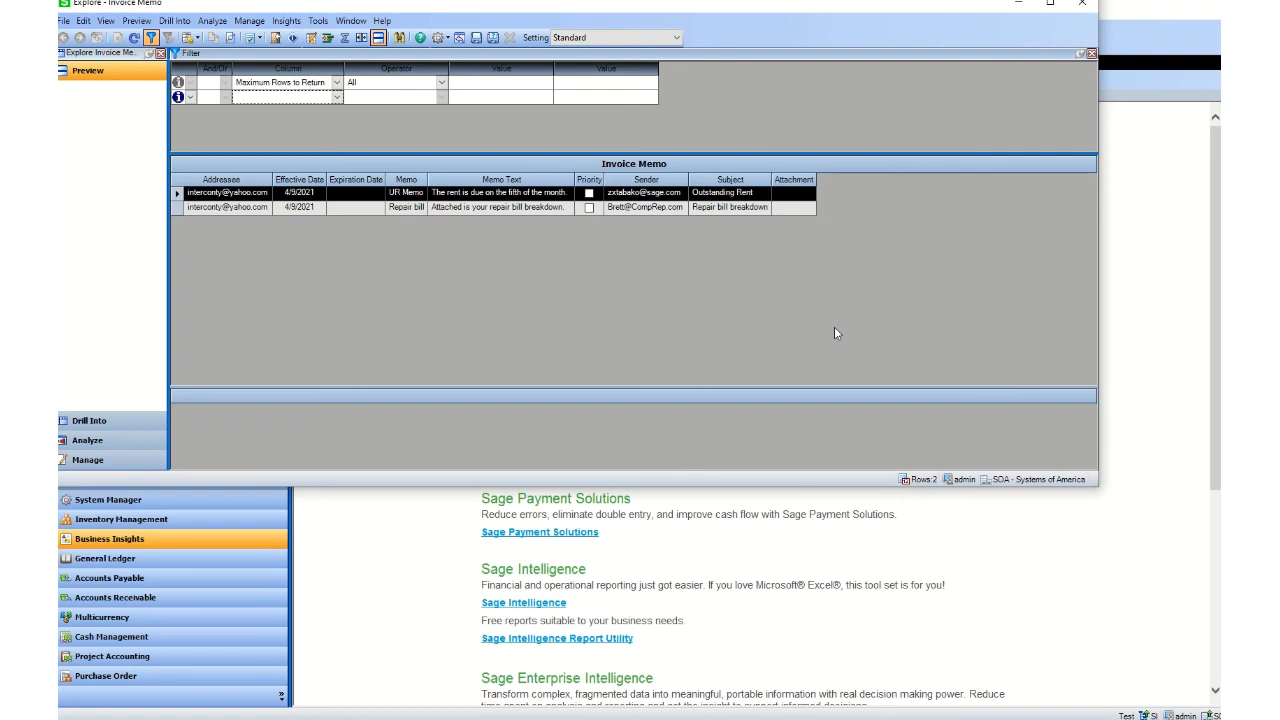 Explore - Invoice Memo
File Edit View Preview Drill Into Analyze Manage Insights Tools Window Help
Setting Standard
Explore Invoice Me..
Filter
Preview
And/Or Column Operator Value Value
Maximum Rows to Return All
Invoice Memo
Addressee Effective Date Expiration Date Memo Memo Text Priority Sender Subject Attachment
interconty@yahoo.com 4/9/2021 UR Memo The rent is due on the fifth of the month. zxtabako@sage.com Outstanding Rent
interconty@yahoo.com 4/9/2021 Repair bill Attached is your repair bill breakdown. Brett@CompRep.com Repair bill breakdown
Drill Into
Analyze
Manage
Rows:2 admin SOA - Systems of America
System Manager
Inventory Management
Business Insights
General Ledger
Accounts Payable
Accounts Receivable
Multicurrency
Cash Management
Project Accounting
Purchase Order
Sage Payment Solutions
Reduce errors, eliminate double entry, and improve cash flow with Sage Payment Solutions.
Sage Payment Solutions
Sage Intelligence
Financial and operational reporting just got easier. If you love Microsoft® Excel®, this tool set is for you!
Sage Intelligence
Free reports suitable to your business needs.
Sage Intelligence Report Utility
Sage Enterprise Intelligence
Transform complex, fragmented data into meaningful, portable information with real decision making power. Reduce
Test SI admin